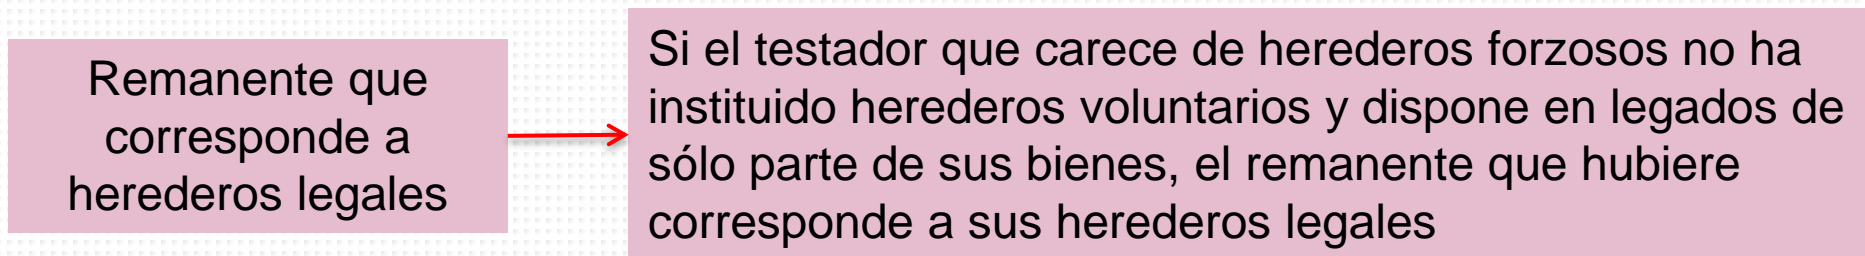 Remanente que
corresponde a
herederos legales
Si el testador que carece de herederos forzosos no ha
instituido herederos voluntarios y dispone en legados de
sólo parte de sus bienes, el remanente que hubiere
corresponde a sus herederos legales